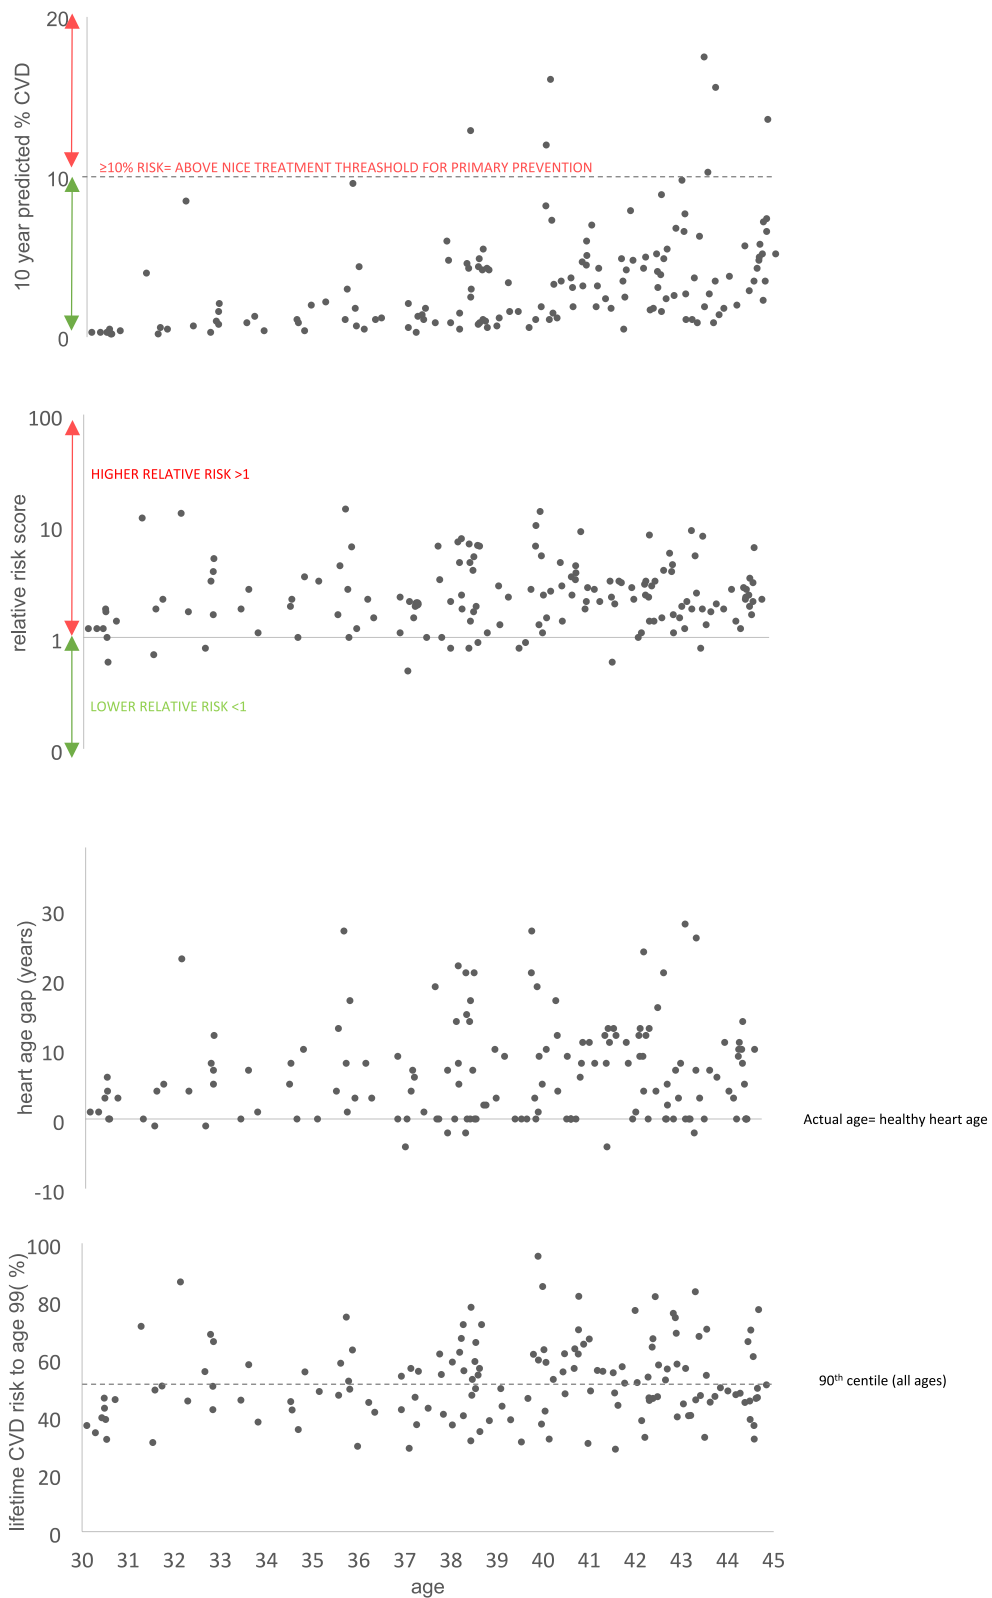 20
10 year predicted % CVD
≥10% RISK= ABOVE NICE TREATMENT THREASHOLD FOR PRIMARY PREVENTION
10
0
100
HIGHER RELATIVE RISK >1
relative risk score
10
1
LOWER RELATIVE RISK <1
0
heart age gap (years)
30
20
10
0
Actual age= healthy heart age
-10
lifetime CVD risk to age 99( %)
100
80
60
90th centile (all ages)
40
20
0
30 31 32 33 34 35 36 37 38 39 40 41 42 43 44 45
age